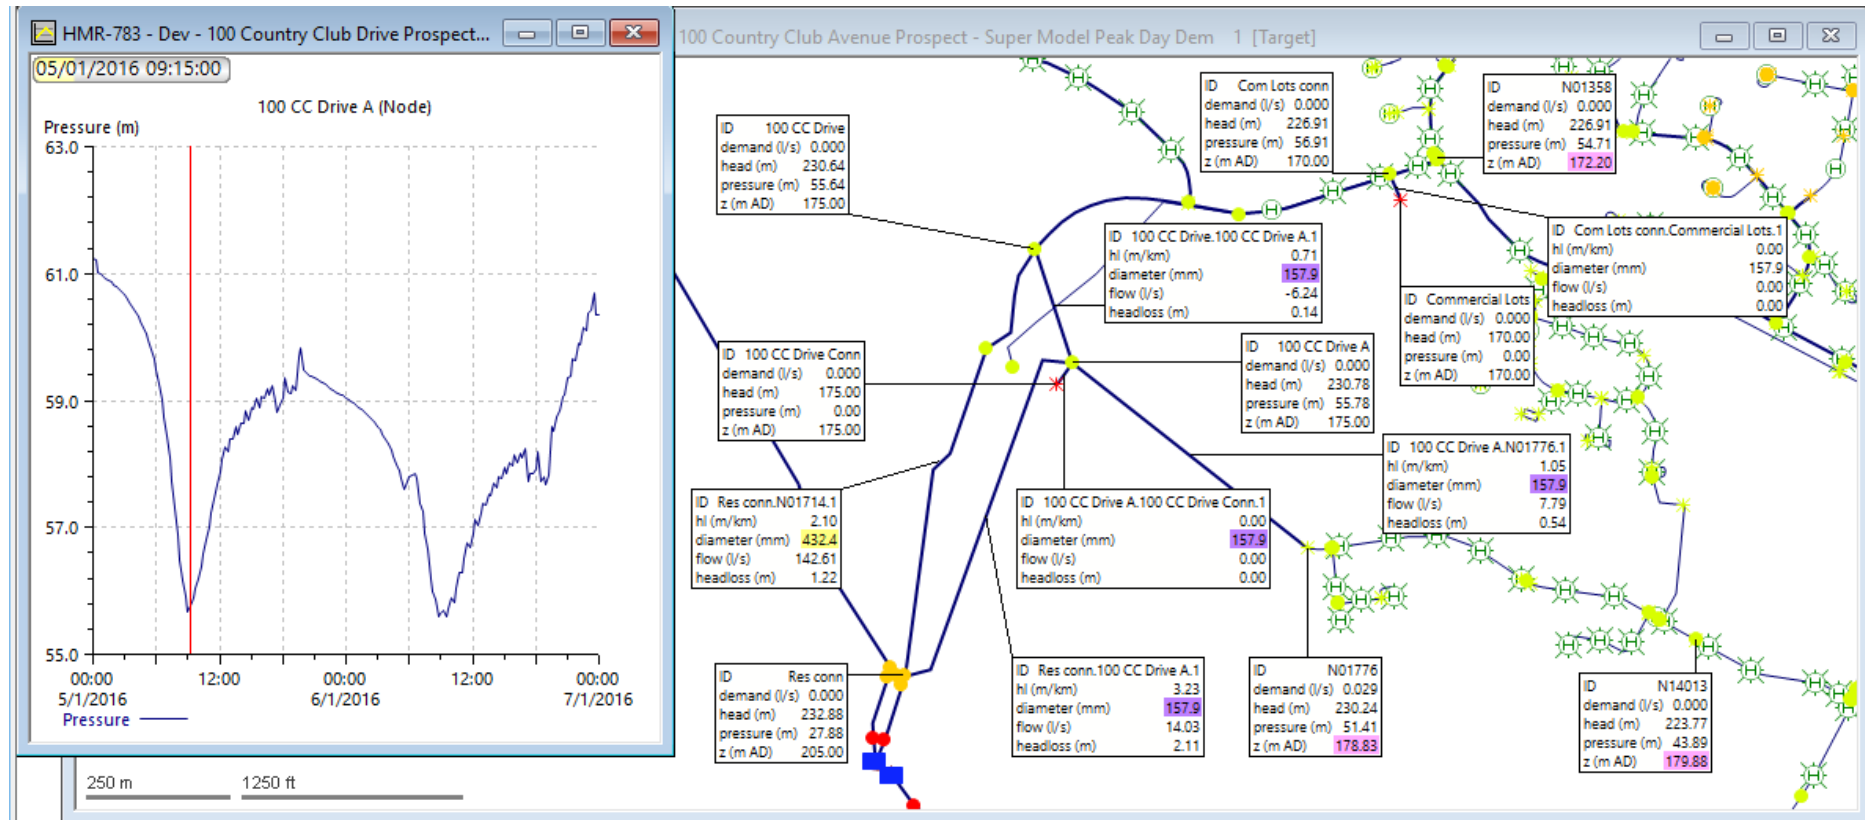 HMR-783 - Dev - 100 Country Club Drive Prospect...
05/01/2016 09:15:00
100 CC Drive A (Node)
Pressure (m)
63.0
61.0
59.0
57.0
55.0
00:00 12:00 00:00 12:00 00:00
5/1/2016 6/1/2016 7/1/2016
Pressure
250 m 1250 ft
100 Country Club Avenue Prospect - Super Model Peak Day Dem 1 [Target]
ID 100 CC Drive
demand (l/s) 0.000
head (m) 230.64
pressure (m) 55.64
z (m AD) 175.00
ID Com Lots conn
demand (l/s) 0.000
head (m) 226.91
pressure (m) 56.91
z (m AD) 170.00
ID N01358
demand (l/s) 0.000
head (m) 226.91
pressure (m) 54.71
z (m AD) 172.20
ID 100 CC Drive.100 CC Drive A.1
hl (m/km) 0.71
diameter (mm) 157.9
flow (l/s) -6.24
headloss (m) 0.14
ID Com Lots conn.Commercial Lots.1
hl (m/km) 0.00
diameter (mm) 157.9
flow (l/s) 0.00
headloss (m) 0.00
ID Commercial Lots
demand (l/s) 0.000
head (m) 170.00
pressure (m) 0.00
z (m AD) 170.00
ID 100 CC Drive Conn
demand (l/s) 0.000
head (m) 175.00
pressure (m) 0.00
z (m AD) 175.00
ID 100 CC Drive A
demand (l/s) 0.000
head (m) 230.78
pressure (m) 55.78
z (m AD) 175.00
ID 100 CC Drive A.N01776.1
hl (m/km) 1.05
diameter (mm) 157.9
flow (l/s) 7.79
headloss (m) 0.54
ID Res conn.N01714.1
hl (m/km) 2.10
diameter (mm) 432.4
flow (l/s) 142.61
headloss (m) 1.22
ID 100 CC Drive A.100 CC Drive Conn.1
hl (m/km) 0.00
diameter (mm) 157.9
flow (l/s) 0.00
headloss (m) 0.00
ID Res conn
demand (l/s) 0.000
head (m) 232.88
pressure (m) 27.88
z (m AD) 205.00
ID Res conn.100 CC Drive A.1
hl (m/km) 3.23
diameter (mm) 157.9
flow (l/s) 14.03
headloss (m) 2.11
ID N01776
demand (l/s) 0.029
head (m) 230.24
pressure (m) 51.41
z (m AD) 178.83
ID N14013
demand (l/s) 0.000
head (m) 223.77
pressure (m) 43.89
z (m AD) 179.88